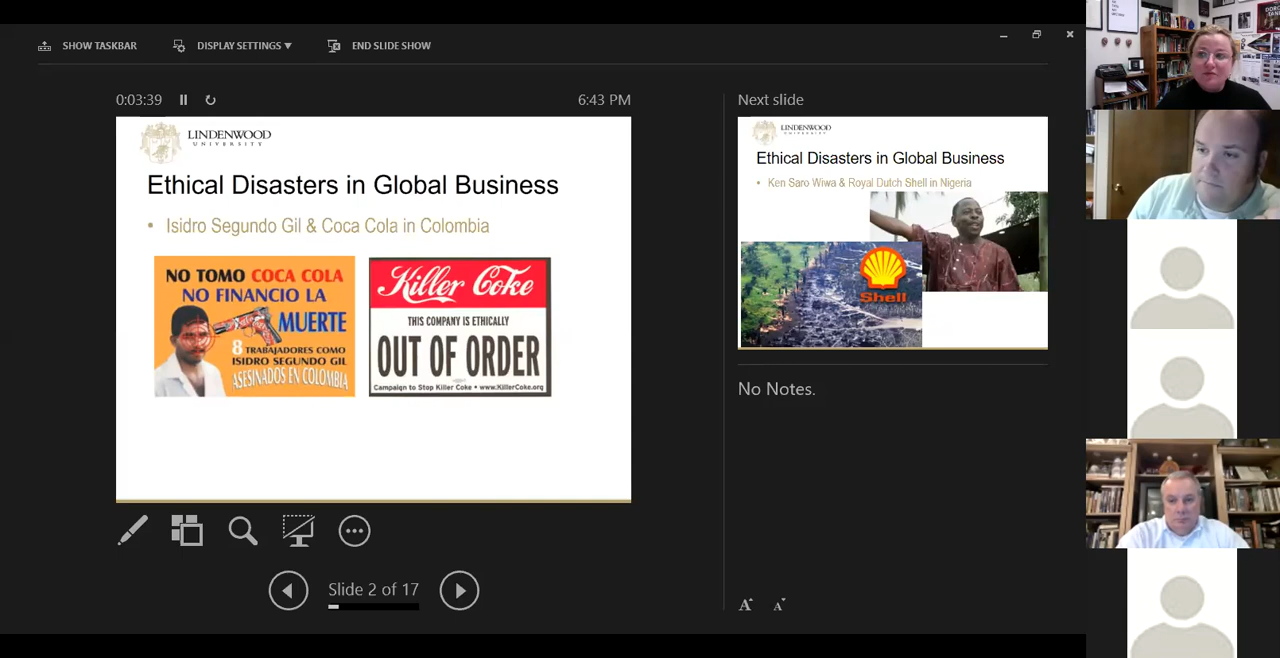 SHOW TASKBAR
DISPLAY SETTINGS ▼
END SLIDE SHOW
0:03:39
6:43 PM
LINDENWOOD
UNIVERSITY
Ethical Disasters in Global Business
• Isidro Segundo Gil & Coca Cola in Colombia
NO TOMO COCA COLA
NO FINANCIO LA
MUERTE
8 TRABAJADORES COMO
ISIDRO SEGUNDO GIL
ASESINADOS EN COLOMBIA
Killer Coke
THIS COMPANY IS ETHICALLY
OUT OF ORDER
Campaign to Stop Killer Coke • www.KillerCoke.org
Slide 2 of 17
Next slide
LINDENWOOD
UNIVERSITY
Ethical Disasters in Global Business
• Ken Saro Wiwa & Royal Dutch Shell in Nigeria
Shell
No Notes.
A A